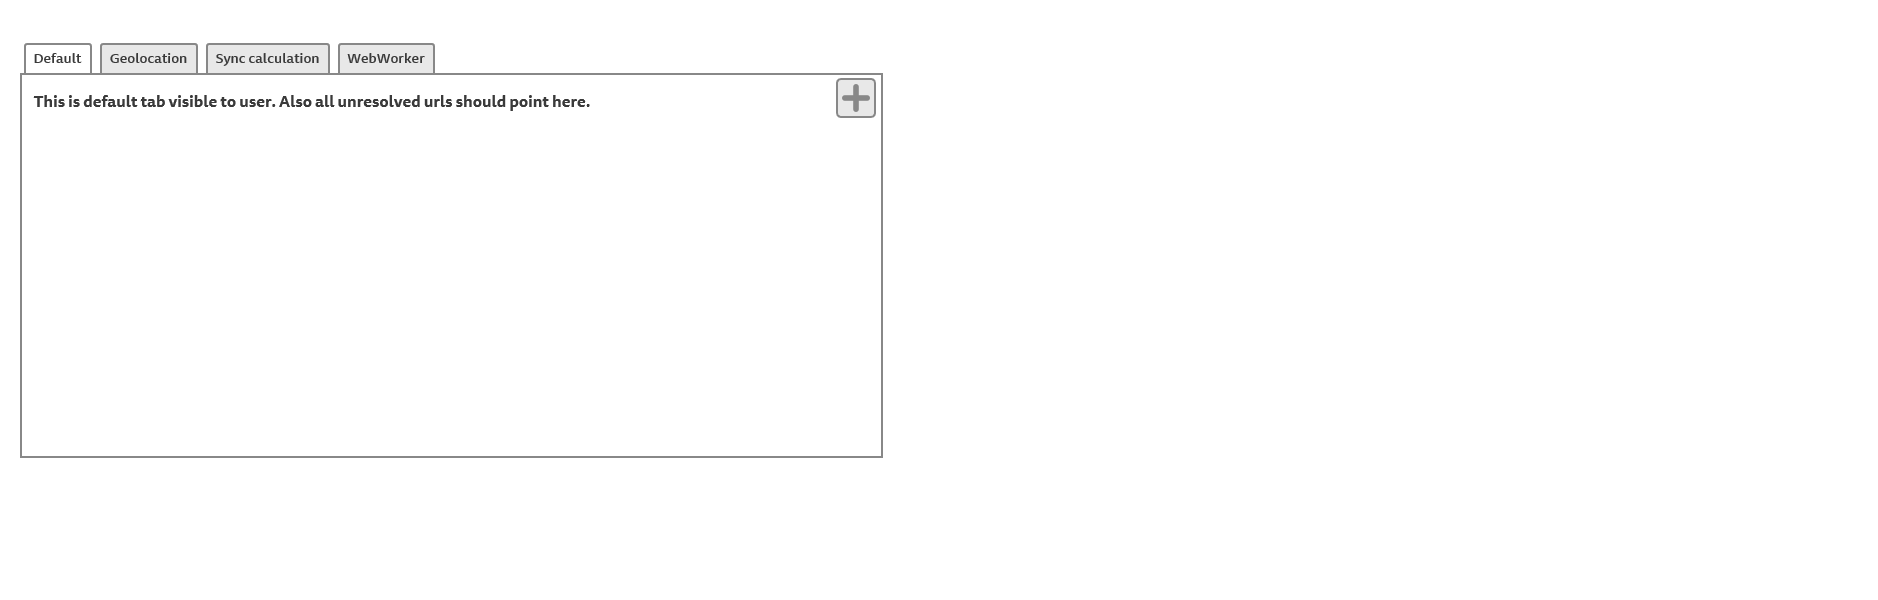 Default Geolocation Sync calculation WebWorker
This is default tab visible to user. Also all unresolved urls should point here.